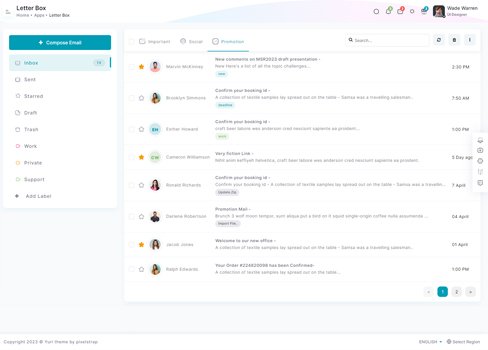 Letter Box
Home > Apps • Letter Box
Wade Warren
UI Designer
+ Compose Email
Inbox
Sent
Starred
Draft
Trash
Work
Private
Support
+ Add Label
Important
Social
Promotion
Search...
Marvin McKinney
New comments on MSR2023 draft presentation -
New Here's a list of all the topic challenges...
new
2:30 PM
Brooklyn Simmons
Confirm your booking id -
A collection of textile samples lay spread out on the table - Samsa was a travelling salesman..
deadline
7:50 AM
EH
Esther Howard
Confirm your booking id -
craft beer labore wes anderson cred nesciunt sapiente ea proident...
work
1:00 PM
CW
Cameron Williamson
Very fiction Link -
nihil anim keffiyeh helvetica, craft beer labore wes anderson cred nesciunt sapiente ea..
5 Day ago
Ronald Richards
Confirm your booking id -
Confirm your booking id - A collection of textile samples lay spread out on the table - Samsa was a travellin...
Update.Zip
7 April
Darlene Robertson
Promotion Mail -
Brunch 3 wolf moon tempor, sunt aliqua put a bird on it squid single-origin coffee nulla assumenda ...
04 April
Jacob Jones
Welcome to our new office -
A collection of textile samples lay spread out on the table - Samsa was a travelling salesman...
01 April
Ralph Edwards
Your Order #224820998 has been Confirmed-
A collection of textile samples lay spread out on the table...
1:00 PM
« 1 2 »
Copyright 2023 © Yuri theme by pixelstrap
ENGLISH
Select Region